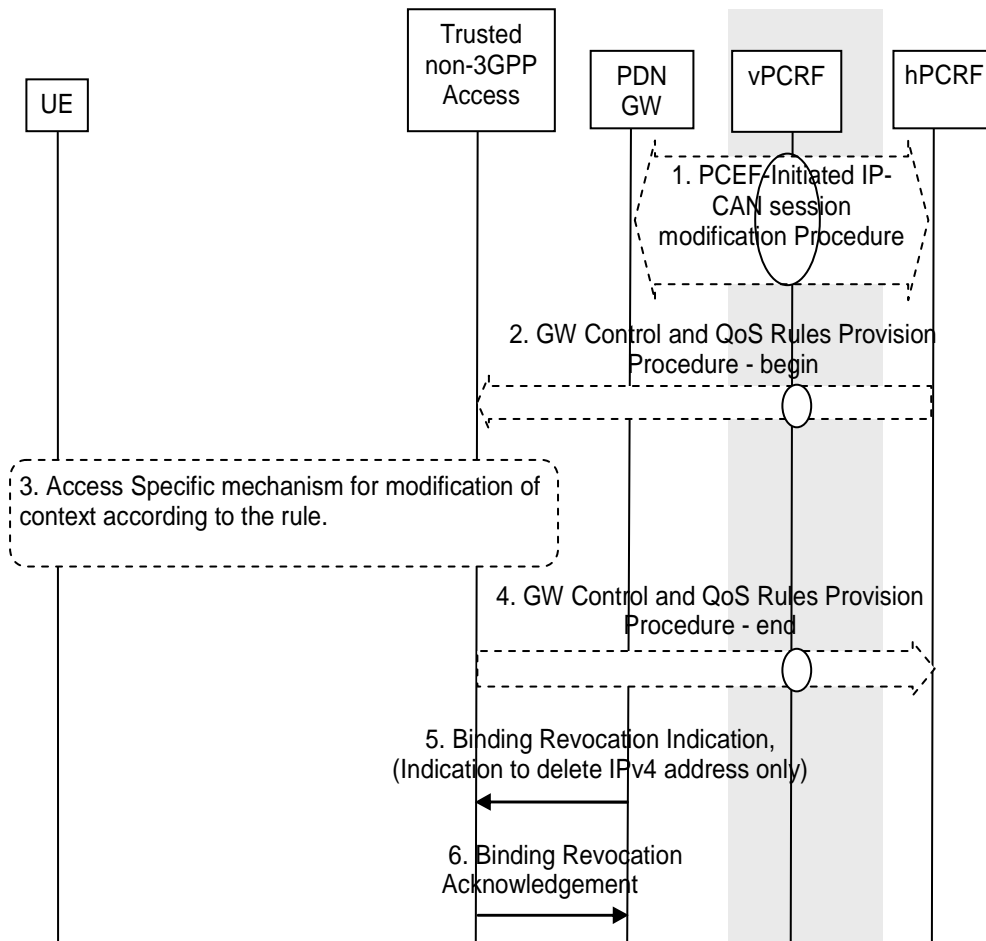 UE
Trusted
non-3GPP
Access
PDN
GW
vPCRF
hPCRF
1. PCEF-Initiated IP-
CAN session
modification Procedure
2. GW Control and QoS Rules Provision
Procedure - begin
3. Access Specific mechanism for modification of
context according to the rule.
4. GW Control and QoS Rules Provision
Procedure - end
5. Binding Revocation Indication,
(Indication to delete IPv4 address only)
6. Binding Revocation
Acknowledgement